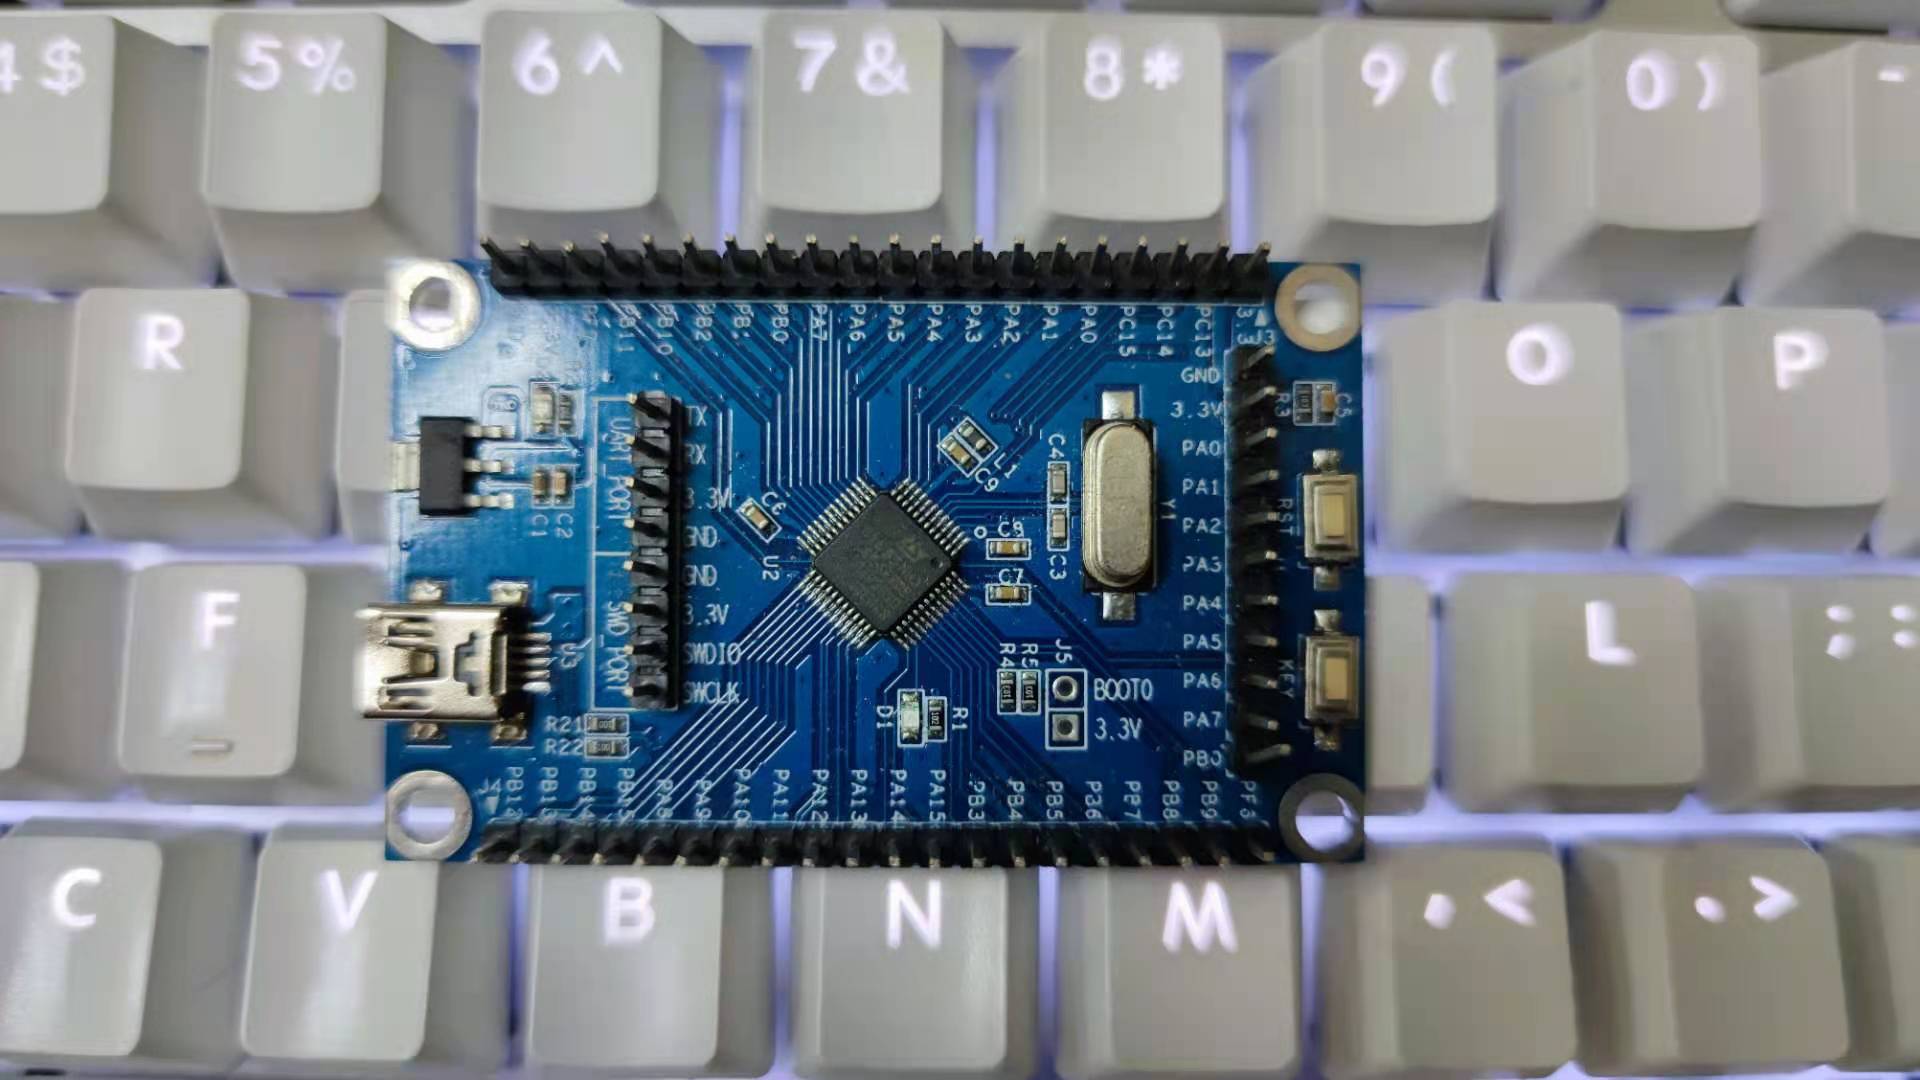 4 $
5 %
6 ^
7 &
8 *
9 (
0 )
-
R
O
P
F
L
C
V
B
N
M
. <
. >
PB2
PB0
PA7
PA6
PA5
PA4
PA3
PA2
PA1
PA0
PC15
PC14
PC13
J3
GND
3.3V
PA0
PA1
PA2
PA3
PA4
PA5
PA6
PA7
PB0
R3
C5
RST
KEY
TX
RX
3.3V
GND
GND
3.3V
SWDIO
SWCLK
UART_PORT
SWD_PORT
C1
C2
C6
U2
U3
C9
L1
C8
C7
C4
C3
Y1
R4
R5
J5
BOOT0
3.3V
D1
R1
R21
R22
J4
PB12
PB13
PB14
PB15
PA8
PA9
PA10
PA11
PA12
PA13
PA14
PA15
PB3
PB4
PB5
PB6
PB7
PB8
PB9